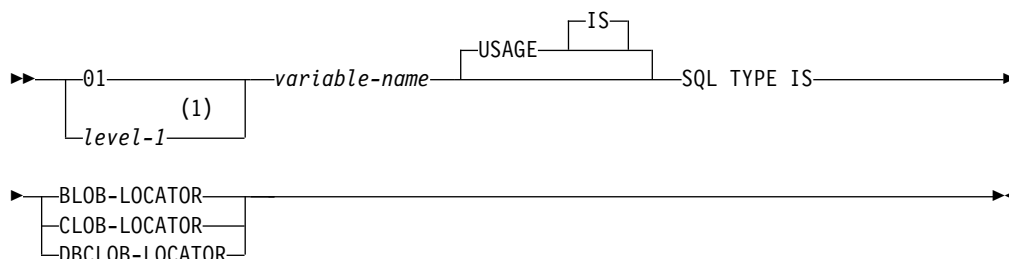 IS
USAGE
01 variable-name SQL TYPE IS
(1)
level-1
BLOB-LOCATOR
CLOB-LOCATOR
DBCLOB-LOCATOR